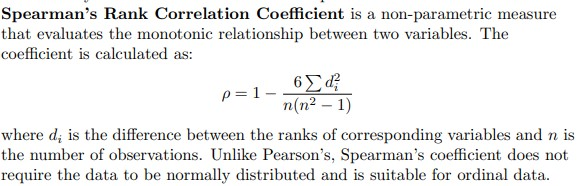 Spearman's Rank Correlation Coefficient is a non-parametric measure
that evaluates the monotonic relationship between two variables. The
coefficient is calculated as:
ρ = 1 − 6 ∑ d_i^2 / n(n^2 − 1)
where d_i is the difference between the ranks of corresponding variables and n is
the number of observations. Unlike Pearson's, Spearman's coefficient does not
require the data to be normally distributed and is suitable for ordinal data.